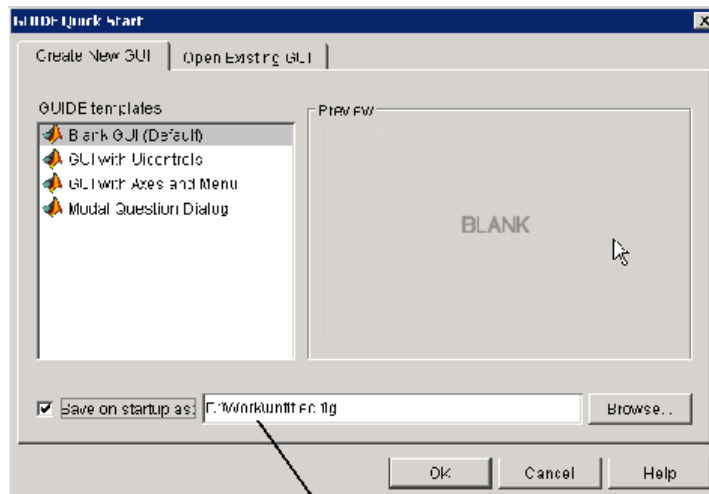 GUIDE Quick Start
Create New GUI
Open Existing GUI
GUIDE templates
Preview
Blank GUI (Default)
GUI with Uicontrols
GUI with Axes and Menu
Modal Question Dialog
BLANK
Save on startup as:
Browse...
OK
Cancel
Help